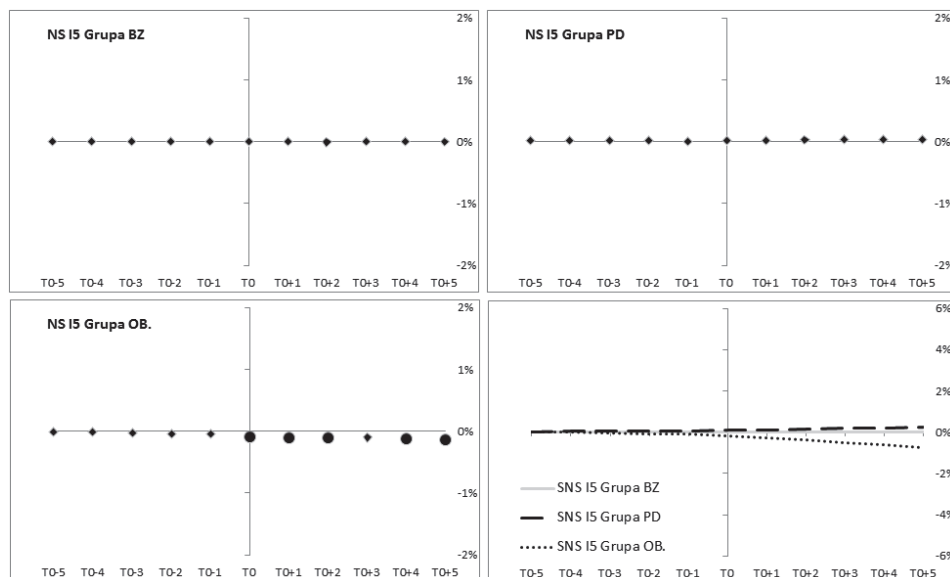 NS I5 Grupa BZ
2%
1%
0%
-1%
-2%
T0-5 T0-4 T0-3 T0-2 T0-1 T0 T0+1 T0+2 T0+3 T0+4 T0+5
NS I5 Grupa PD
2%
1%
0%
-1%
-2%
T0-5 T0-4 T0-3 T0-2 T0-1 T0 T0+1 T0+2 T0+3 T0+4 T0+5
NS I5 Grupa OB.
2%
1%
0%
-1%
-2%
T0-5 T0-4 T0-3 T0-2 T0-1 T0 T0+1 T0+2 T0+3 T0+4 T0+5
6%
4%
2%
0%
-2%
-4%
-6%
SNS I5 Grupa BZ
SNS I5 Grupa PD
SNS I5 Grupa OB.
T0-5 T0-4 T0-3 T0-2 T0-1 T0 T0+1 T0+2 T0+3 T0+4 T0+5